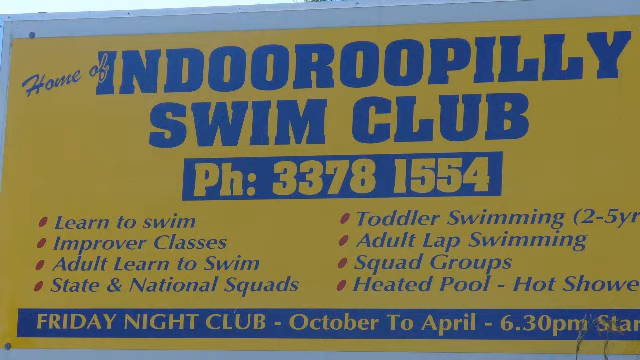 Home of INDOOROOPILLY
SWIM CLUB
Ph: 3378 1554
Learn to swim
Improver Classes
Adult Learn to Swim
State & National Squads
Toddler Swimming (2-5yr
Adult Lap Swimming
Squad Groups
Heated Pool - Hot Showe
FRIDAY NIGHT CLUB - October To April - 6.30pm Star